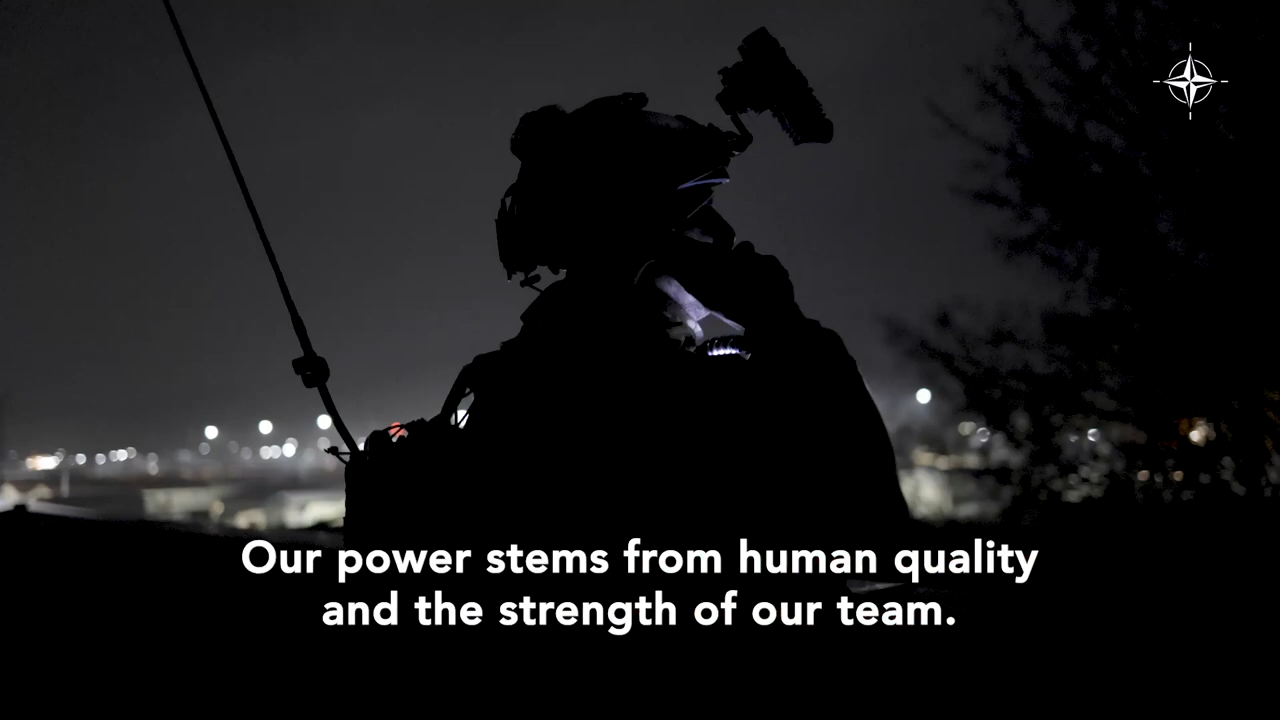 Our power stems from human quality
and the strength of our team.